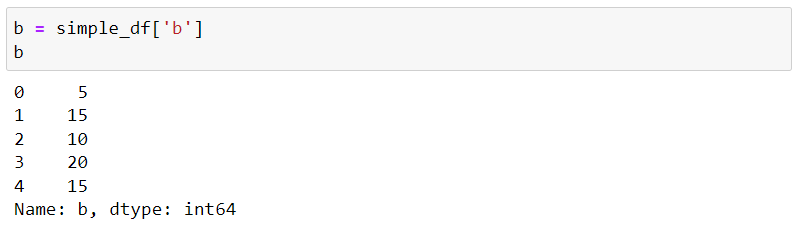 b = simple_df['b']
b
0     5
1    15
2    10
3    20
4    15
Name: b, dtype: int64